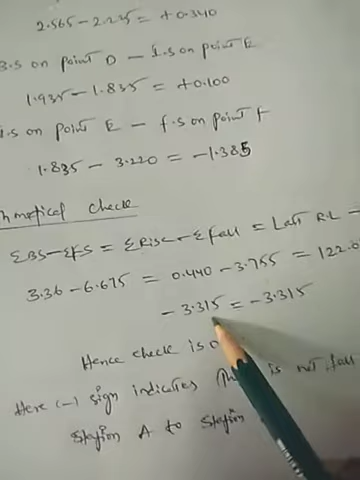 2.565 - 2.225 = +0.340
B.S on point D - I.S on point E
1.935 - 1.835 = +0.100
I.S on point E - f.S on point f
1.835 - 3.220 = -1.385
hmatical check
ΣBS - ΣFS = ΣRise - Σfall = Last R.L
3.36 - 6.675 = 0.440 - 3.755 = 122.0
- 3.315 = - 3.315
Hence check is
Here (-) sign indicates is net fall
Station A to Station